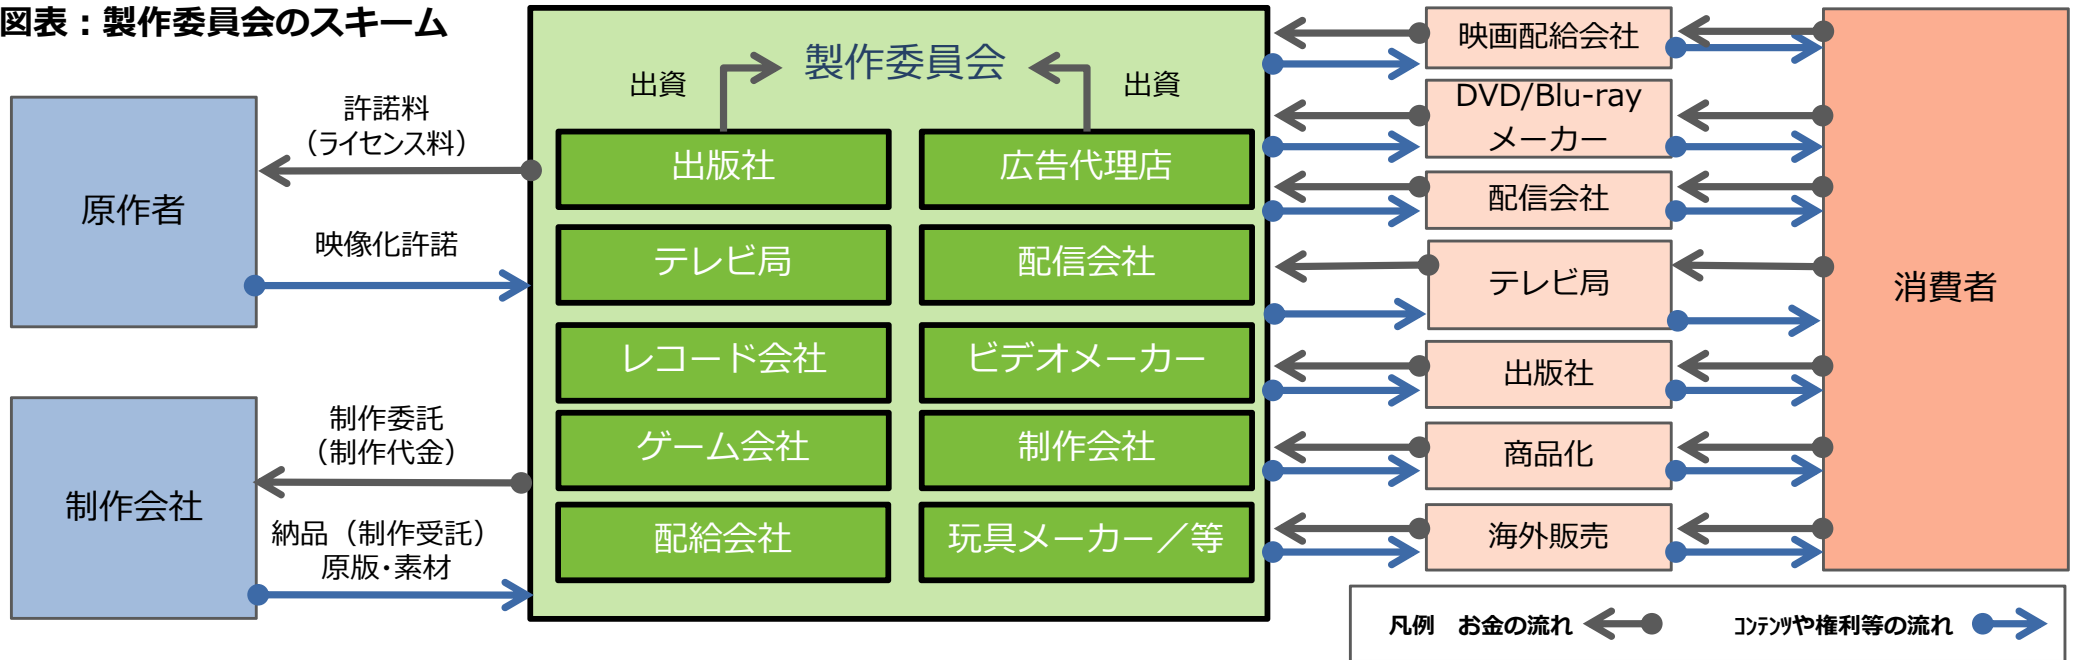 図表：製作委員会のスキーム
原作者
許諾料
（ライセンス料）
映像化許諾
制作会社
制作委託
（制作代金）
納品（制作受託）
原版・素材
製作委員会
出資
出資
出版社
広告代理店
テレビ局
配信会社
レコード会社
ビデオメーカー
ゲーム会社
制作会社
配給会社
玩具メーカー／等
映画配給会社
DVD/Blu-ray
メーカー
配信会社
テレビ局
出版社
商品化
海外販売
消費者
凡例　お金の流れ
ｺﾝﾃﾝﾂや権利等の流れ